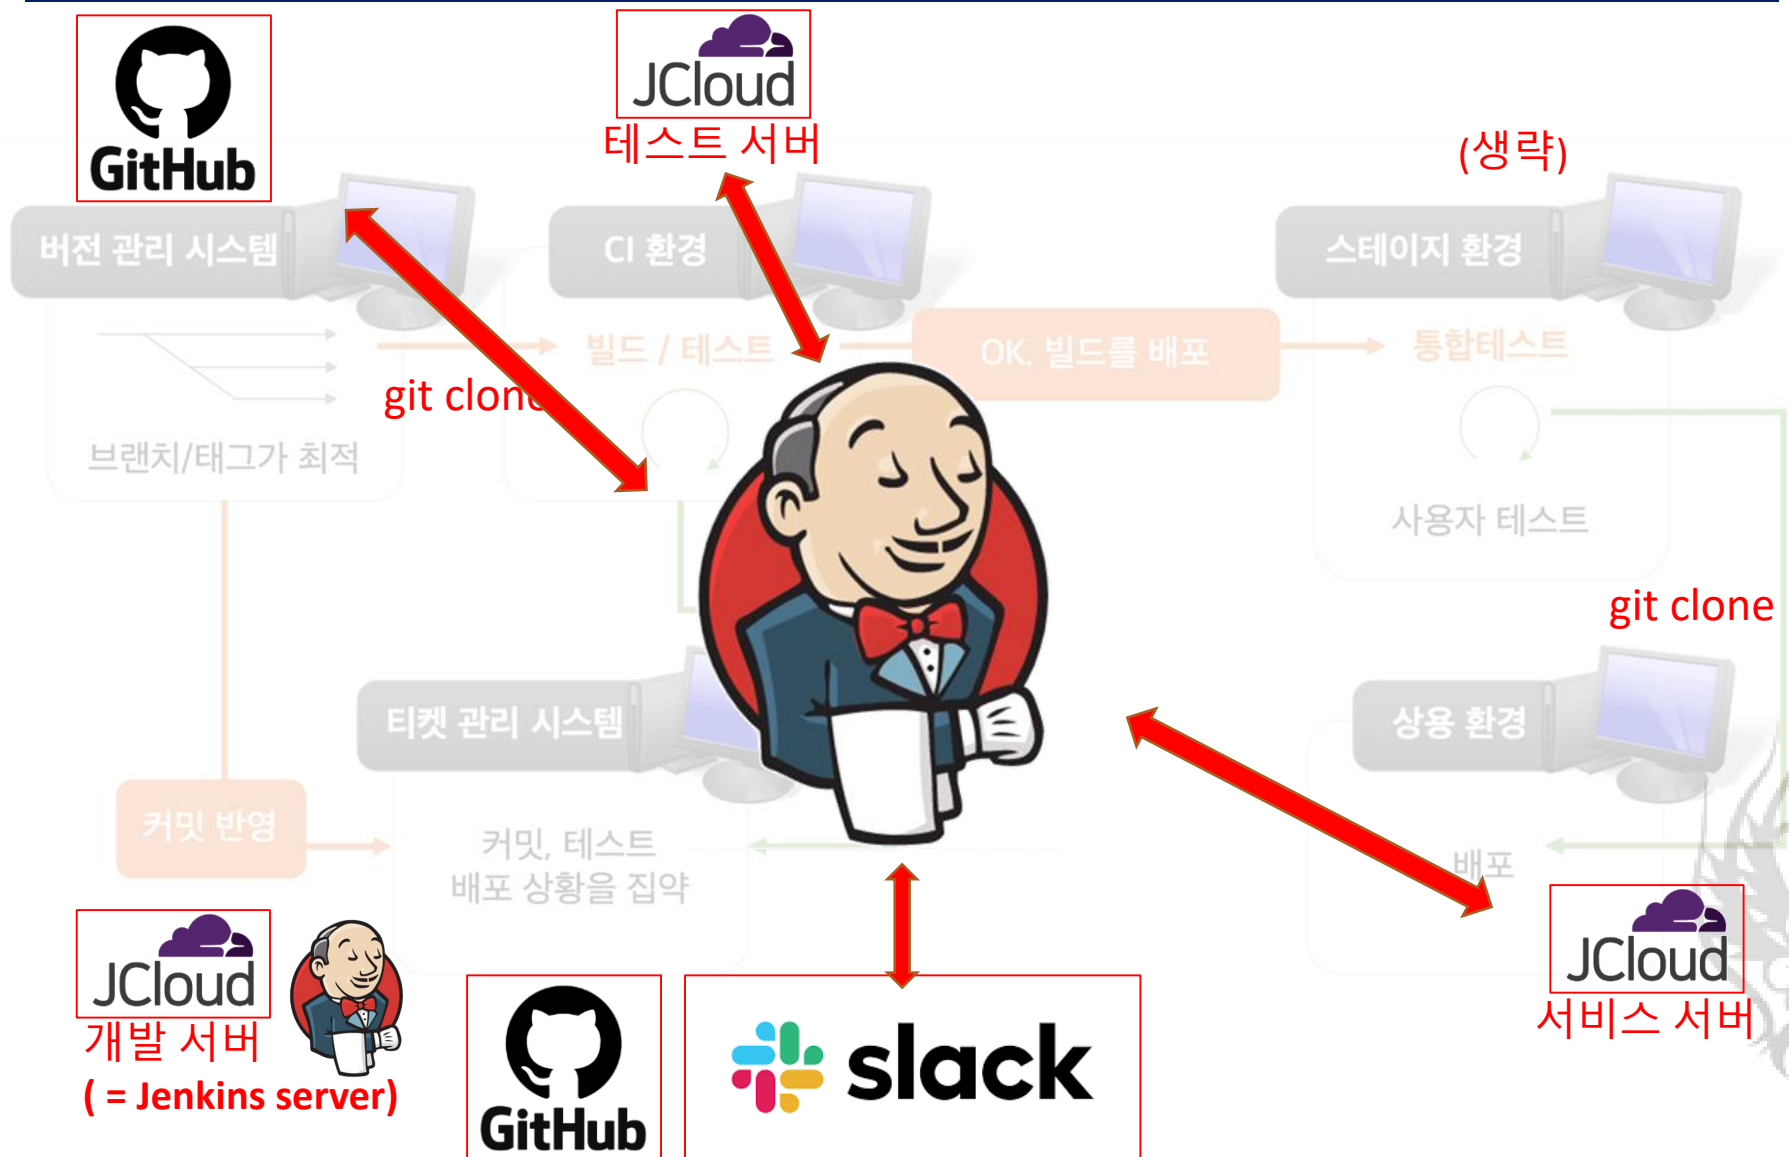 GitHub
JCloud
테스트 서버
(생략)
버전 관리 시스템
CI 환경
스테이지 환경
빌드 / 테스트
OK. 빌드를 배포
통합테스트
git clone
브랜치/태그가 최적
사용자 테스트
git clone
티켓 관리 시스템
상용 환경
커밋 반영
커밋, 테스트
배포 상황을 집약
배포
JCloud
개발 서버
( = Jenkins server)
GitHub
slack
JCloud
서비스 서버